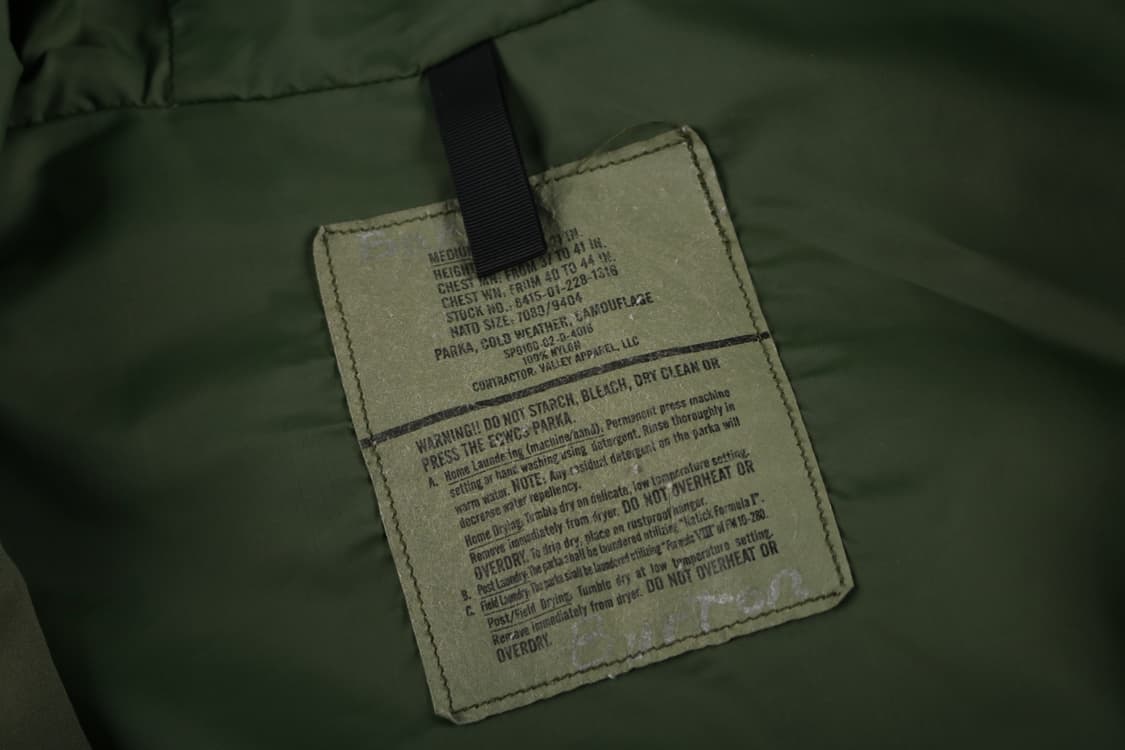 MEDIUM IN.
HEIGHT
CHEST MN: FROM 37 TO 41 IN.
CHEST WN. FROM 40 TO 44 IN.
STOCK NO.: 8415-01-228-1316
NATO SIZE: 7080/9404
PARKA, COLD WEATHER, CAMOUFLAGE
SPO100-02-D-4016
100% NYLON
CONTRACTOR: VALLEY APPAREL, LLC
WARNING!! DO NOT STARCH, BLEACH, DRY CLEAN OR
PRESS THE ECWCS PARKA.
A. Home Laundering (machine/hand). Permanent press machine
setting or hand washing using detergent. Rinse thoroughly in
warm water. NOTE: Any residual detergent on the parka will
decrease water repellency.
Home Drying: Tumble dry on delicate, low temperature setting.
Remove immediately from dryer. DO NOT OVERHEAT OR
OVERDRY. To drip dry, place on rustproof hanger.
B. Post Laundry: The parka shall be laundered utilizing "Natick Formula I".
C. Field Laundry: The parka shall be laundered utilizing "Formula VIII" of FM 10-280.
Post/Field Drying: Tumble dry at low temperature setting.
Remove immediately from dryer. DO NOT OVERHEAT OR
OVERDRY.
Burton